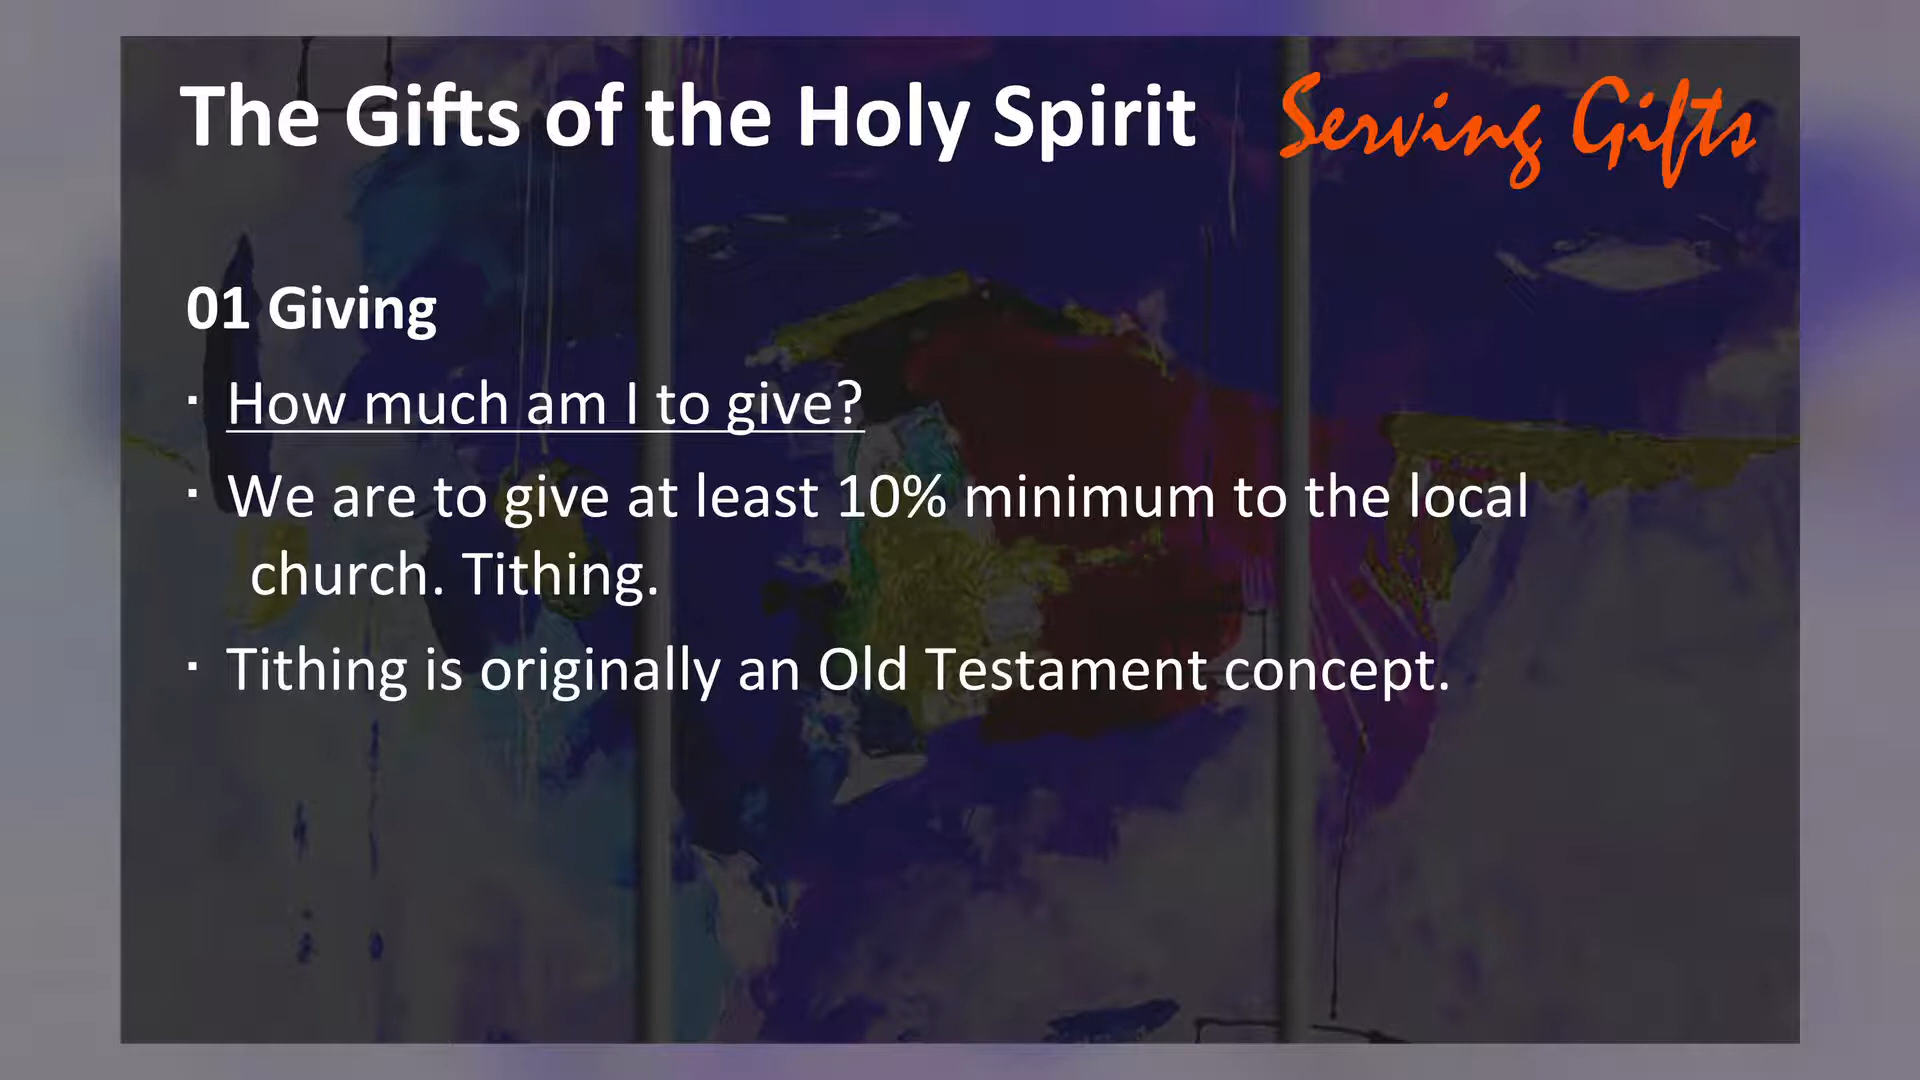 The Gifts of the Holy Spirit Serving Gifts
01 Giving
▪ How much am I to give?
▪ We are to give at least 10% minimum to the local
church. Tithing.
▪ Tithing is originally an Old Testament concept.